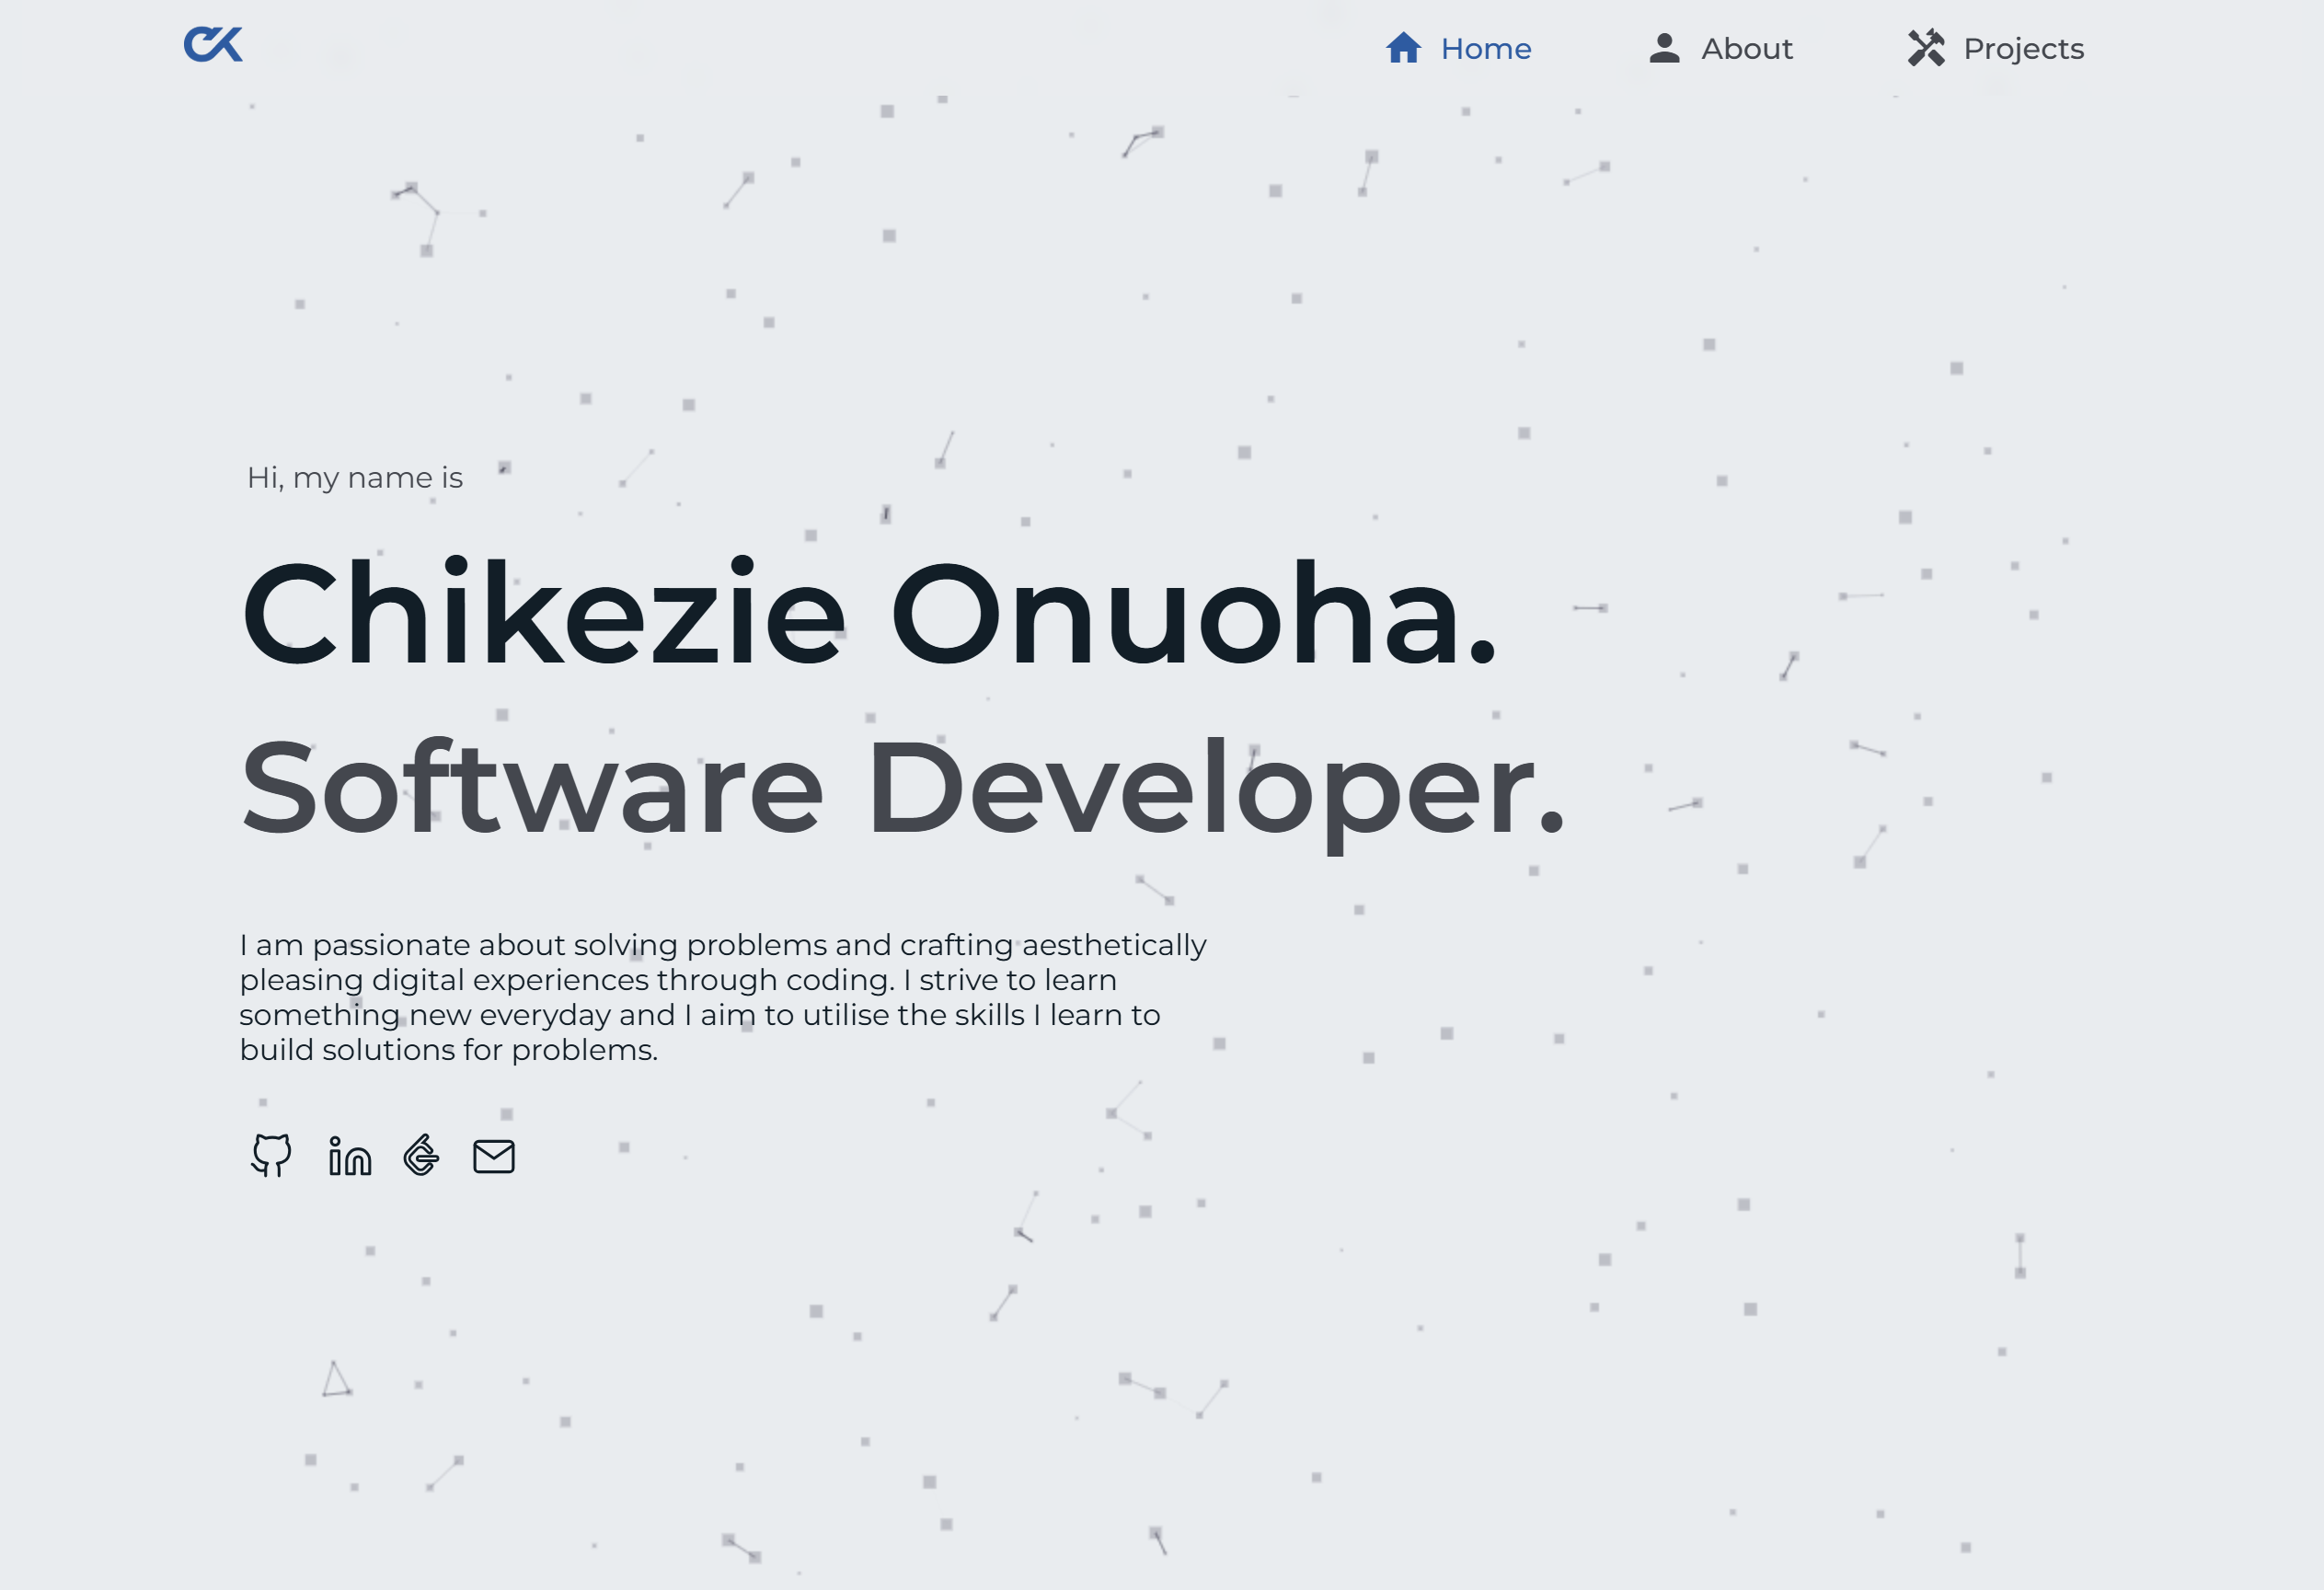 CK
Home
About
Projects
Hi, my name is
Chikezie Onuoha.
Software Developer.
I am passionate about solving problems and crafting aesthetically
pleasing digital experiences through coding. I strive to learn
something new everyday and I aim to utilise the skills I learn to
build solutions for problems.
in